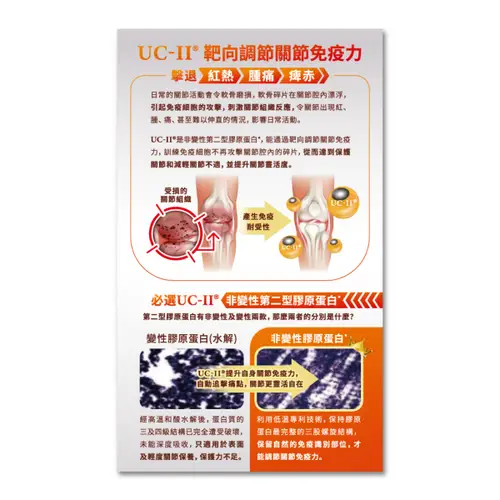 UC-II® 靶向調節關節免疫力
擊退 紅熱 腫痛 痺赤
日常的關節活動會令軟骨磨損，軟骨碎片在關節腔內漂浮，
引起免疫細胞的攻擊，刺激關節組織反應，令關節出現紅、
腫、痛、甚至難以伸直的情況，影響日常活動。
UC-II®是非變性第二型膠原蛋白⁺，能通過靶向調節關節免疫
力，訓練免疫細胞不再攻擊關節腔內的碎片，從而達到保護
關節和減輕關節不適，並提升關節靈活度。
受損的
關節組織
產生免疫
耐受性
UC-II®
UC-II®
UC-II®
必選UC-II® 非變性第二型膠原蛋白⁺
第二型膠原蛋白有非變性及變性兩款，那麼兩者的分別是什麼？
變性膠原蛋白(水解)
非變性膠原蛋白⁺
UC-II®提升自身關節免疫力，
自動追擊痛點，關節更靈活自在
經高溫和酸水解後，蛋白質的
三及四級結構已完全遭受破壞，
未能深度吸收，只適用於表面
及輕度關節保養，保護力不足。
利用低溫專利技術，保持膠原
蛋白最完整的三股螺旋結構，
保留自然的免疫識別部位，才
能調節關節免疫力。